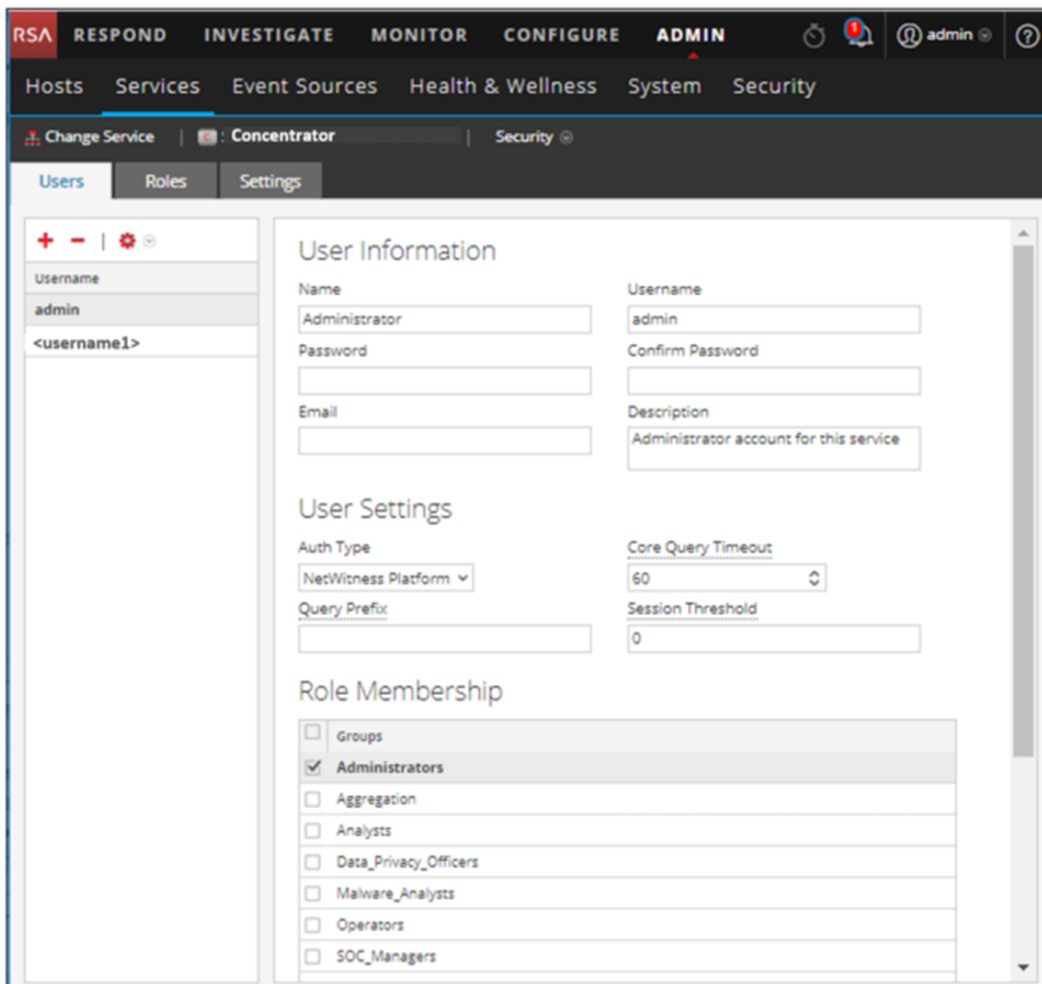 RSA RESPOND INVESTIGATE MONITOR CONFIGURE ADMIN 1 admin ?
Hosts Services Event Sources Health & Wellness System Security
Change Service | C : Concentrator | Security
Users Roles Settings
Username
admin
<username1>
User Information
Name Username
Administrator admin
Password Confirm Password
Email Description
Administrator account for this service
User Settings
Auth Type Core Query Timeout
NetWitness Platform 60
Query Prefix Session Threshold
0
Role Membership
Groups
Administrators
Aggregation
Analysts
Data_Privacy_Officers
Malware_Analysts
Operators
SOC_Managers